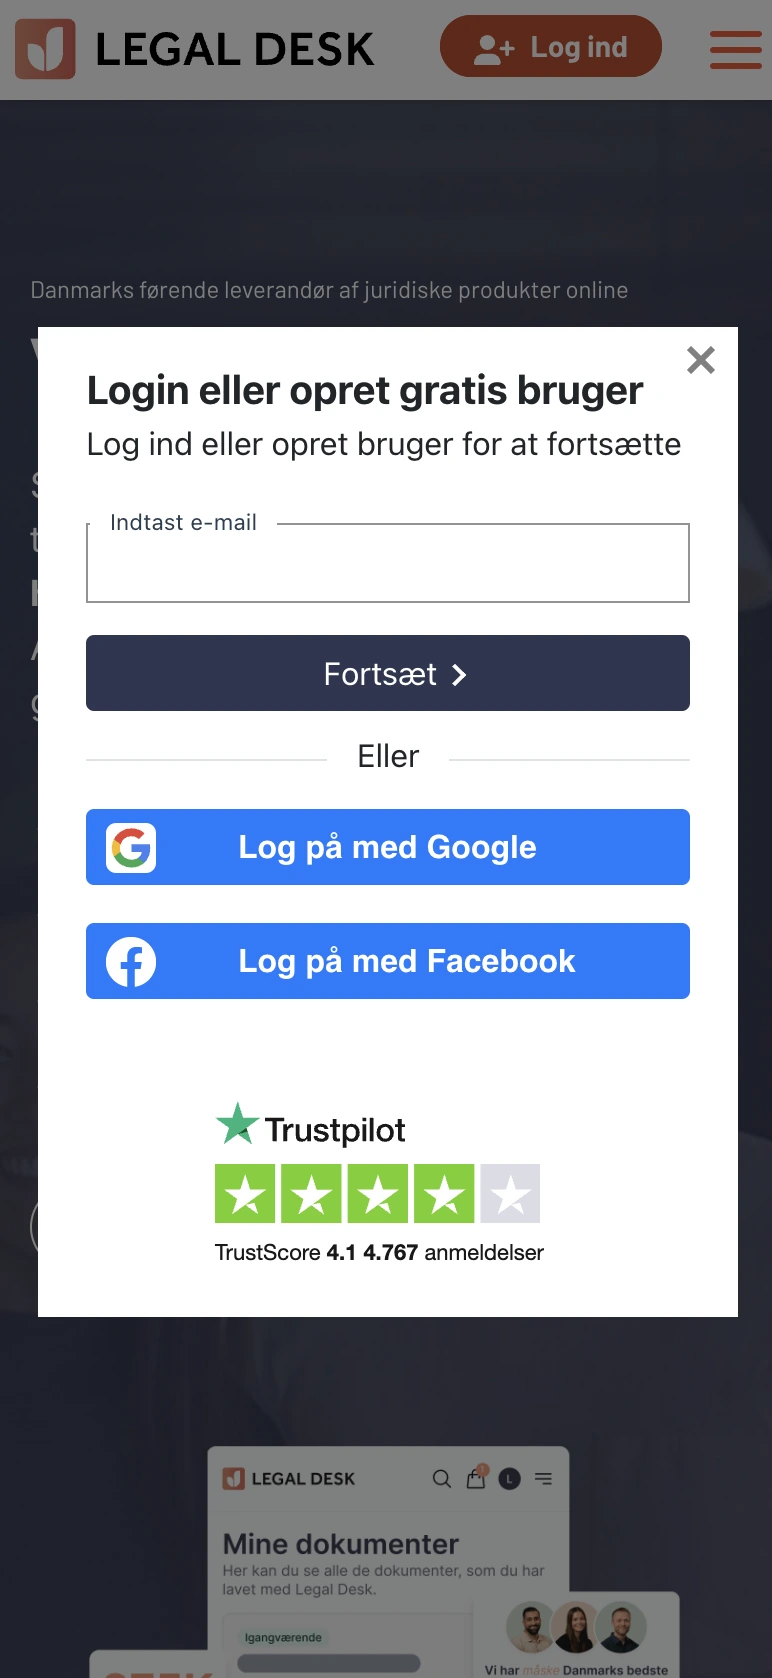 LEGAL DESK
Log ind
Danmarks førende leverandør af juridiske produkter online
Login eller opret gratis bruger
Log ind eller opret bruger for at fortsætte
Indtast e-mail
Fortsæt
Eller
Log på med Google
Log på med Facebook
Trustpilot
TrustScore 4.1 4.767 anmeldelser
LEGAL DESK
L
Mine dokumenter
Her kan du se alle de dokumenter, som du har
lavet med Legal Desk.
Igangværende
Vi har måske Danmarks bedste